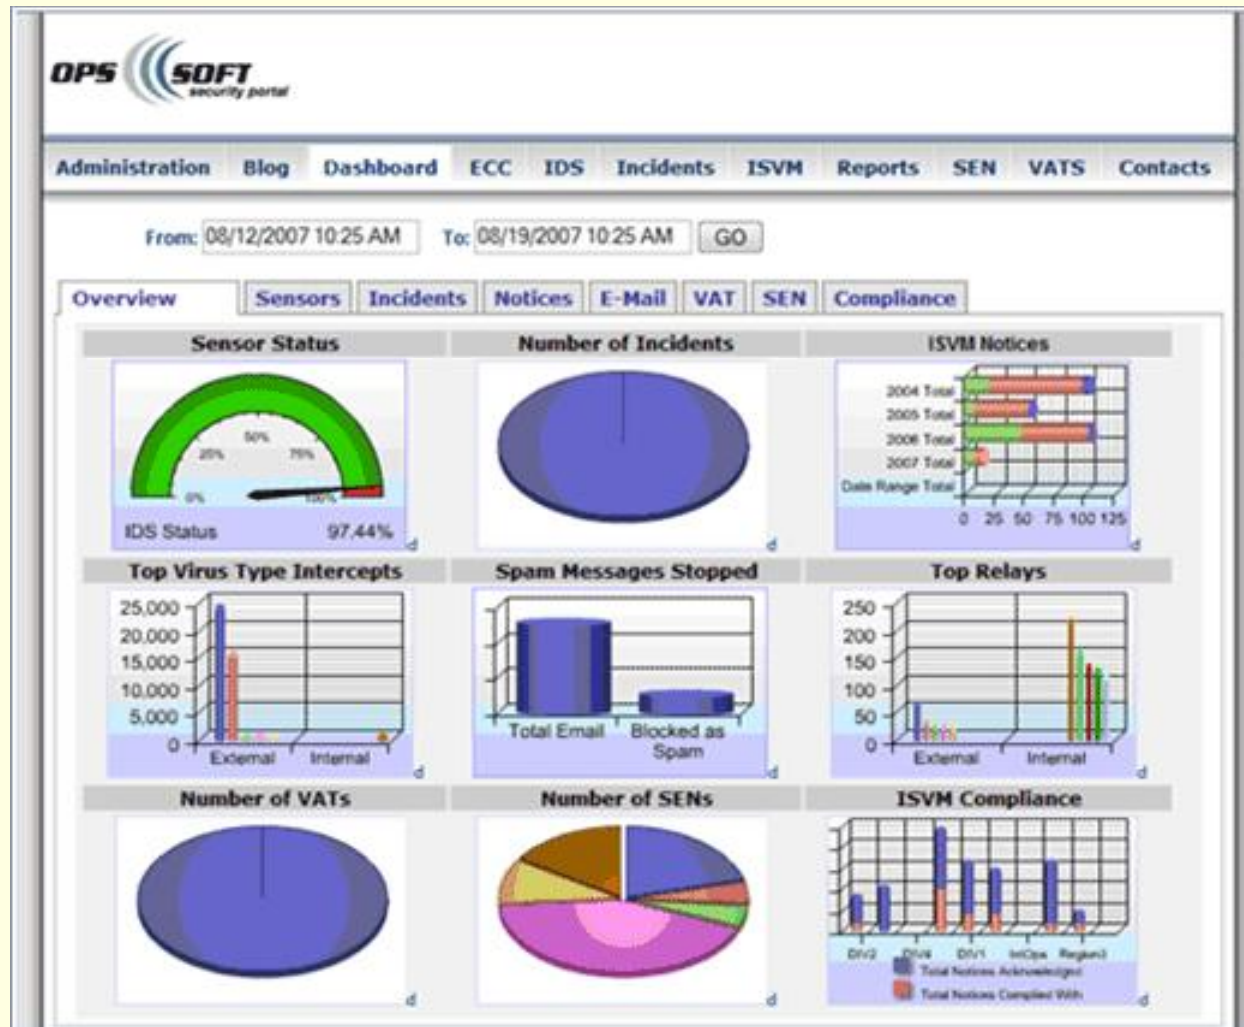 OPS SOFT
security portal
Administration Blog Dashboard ECC IDS Incidents ISVM Reports SEN VATS Contacts
From: 08/12/2007 10:25 AM To: 08/19/2007 10:25 AM GO
Overview Sensors Incidents Notices E-Mail VAT SEN Compliance
Sensor Status
50%
25% 75%
0% 100%
IDS Status 97.44%
d
Number of Incidents
d
ISVM Notices
2004 Total
2005 Total
2006 Total
2007 Total
Date Range Total
0 25 50 75 100 125
d
Top Virus Type Intercepts
25,000
20,000
15,000
10,000
5,000
0
External Internal
d
Spam Messages Stopped
Total Email Blocked as
Spam
d
Top Relays
250
200
150
100
50
0
External Internal
d
Number of VATs
d
Number of SENs
d
ISVM Compliance
DIV2 DIV4 DIV1 IntOps Region3
Total Notices Acknowledged
Total Notices Complied With
d